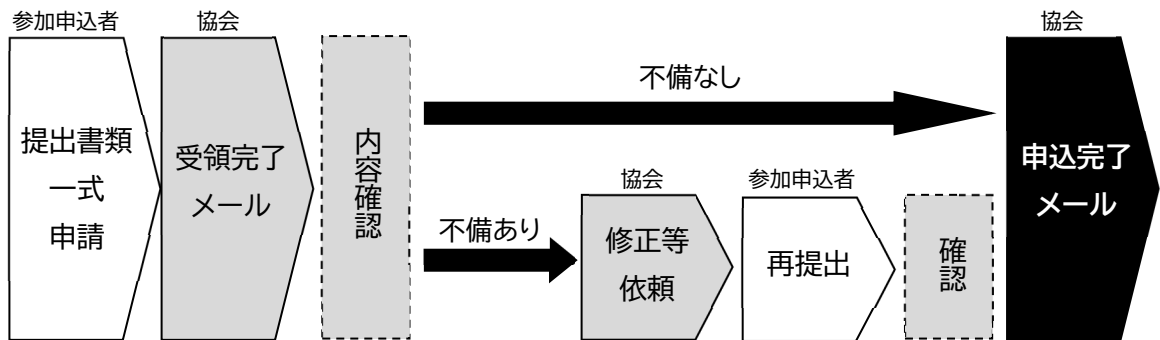 参加申込者
提出書類
一式
申請
協会
受領完了
メール
内容確認
不備なし
不備あり
協会
修正等
依頼
参加申込者
再提出
確認
協会
申込完了
メール